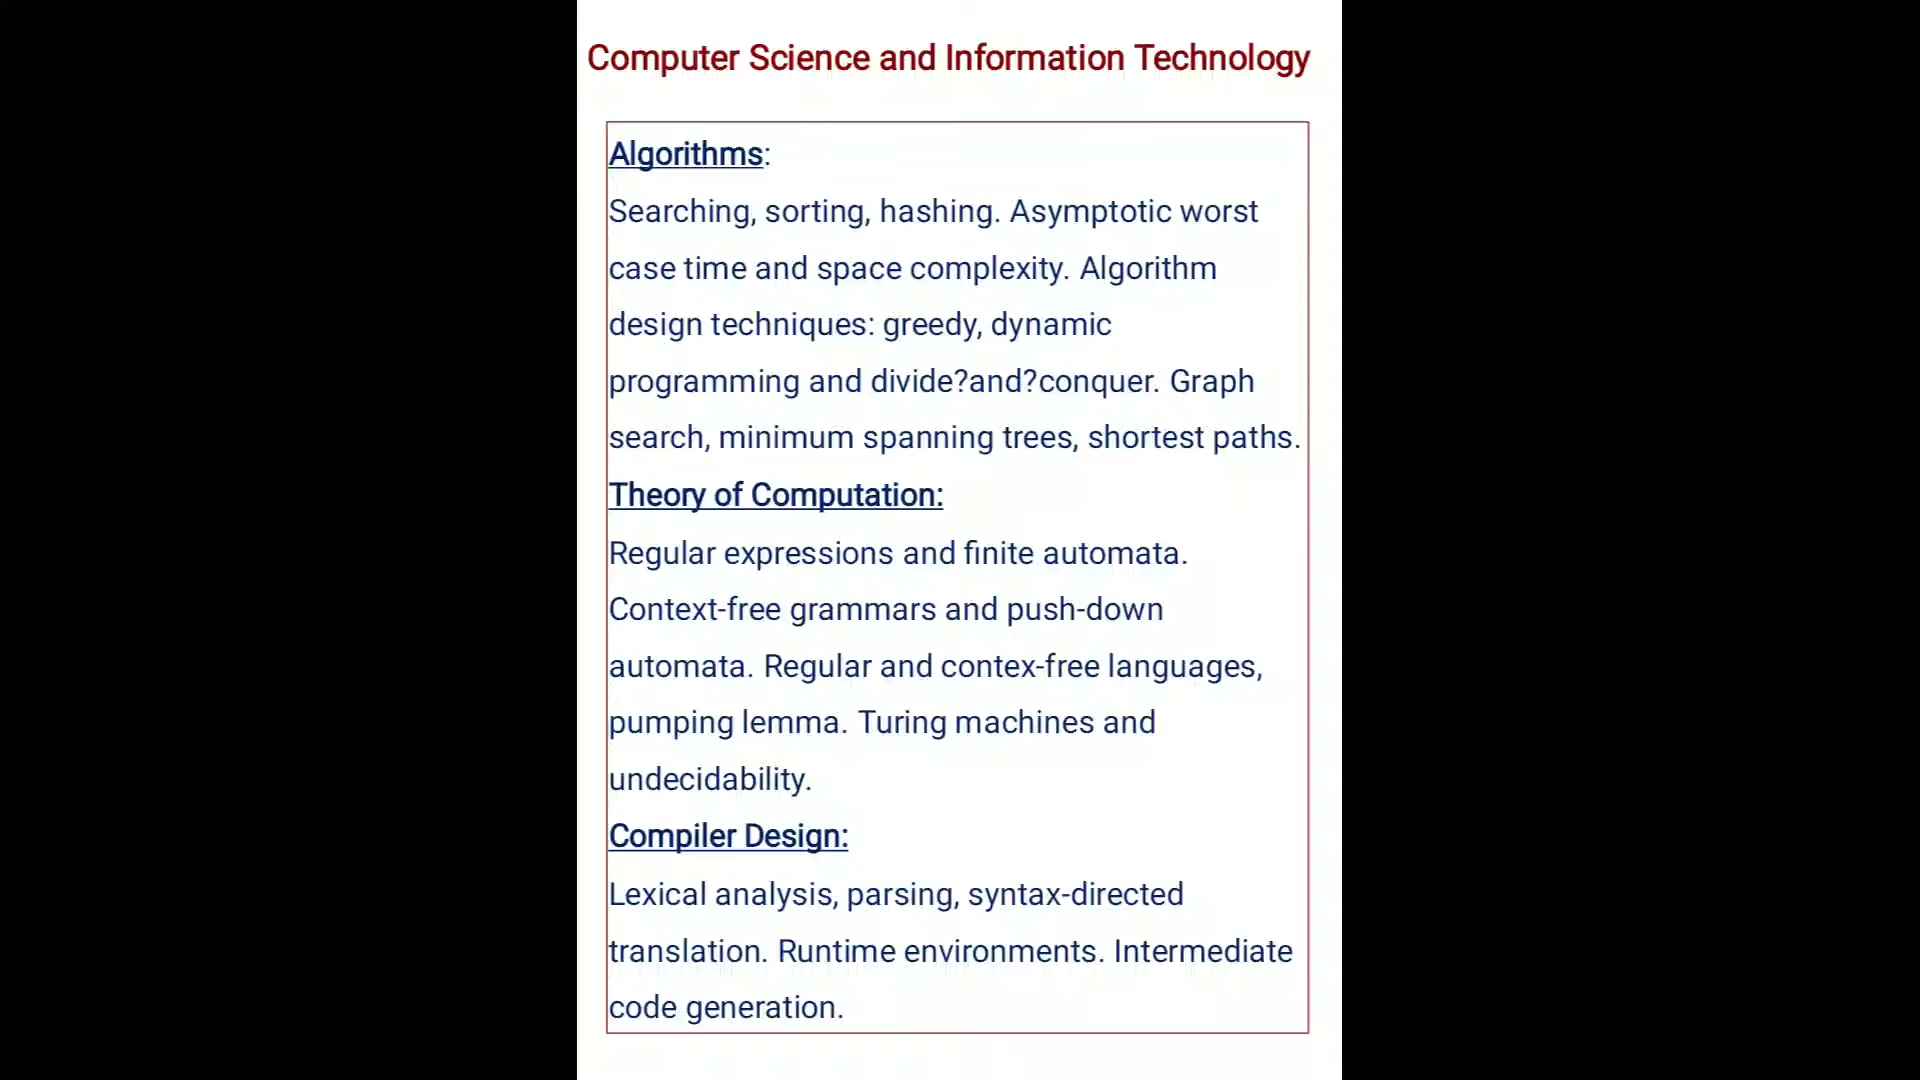 Computer Science and Information Technology
Algorithms:
Searching, sorting, hashing. Asymptotic worst
case time and space complexity. Algorithm
design techniques: greedy, dynamic
programming and divide?and?conquer. Graph
search, minimum spanning trees, shortest paths.
Theory of Computation:
Regular expressions and finite automata.
Context-free grammars and push-down
automata. Regular and contex-free languages,
pumping lemma. Turing machines and
undecidability.
Compiler Design:
Lexical analysis, parsing, syntax-directed
translation. Runtime environments. Intermediate
code generation.